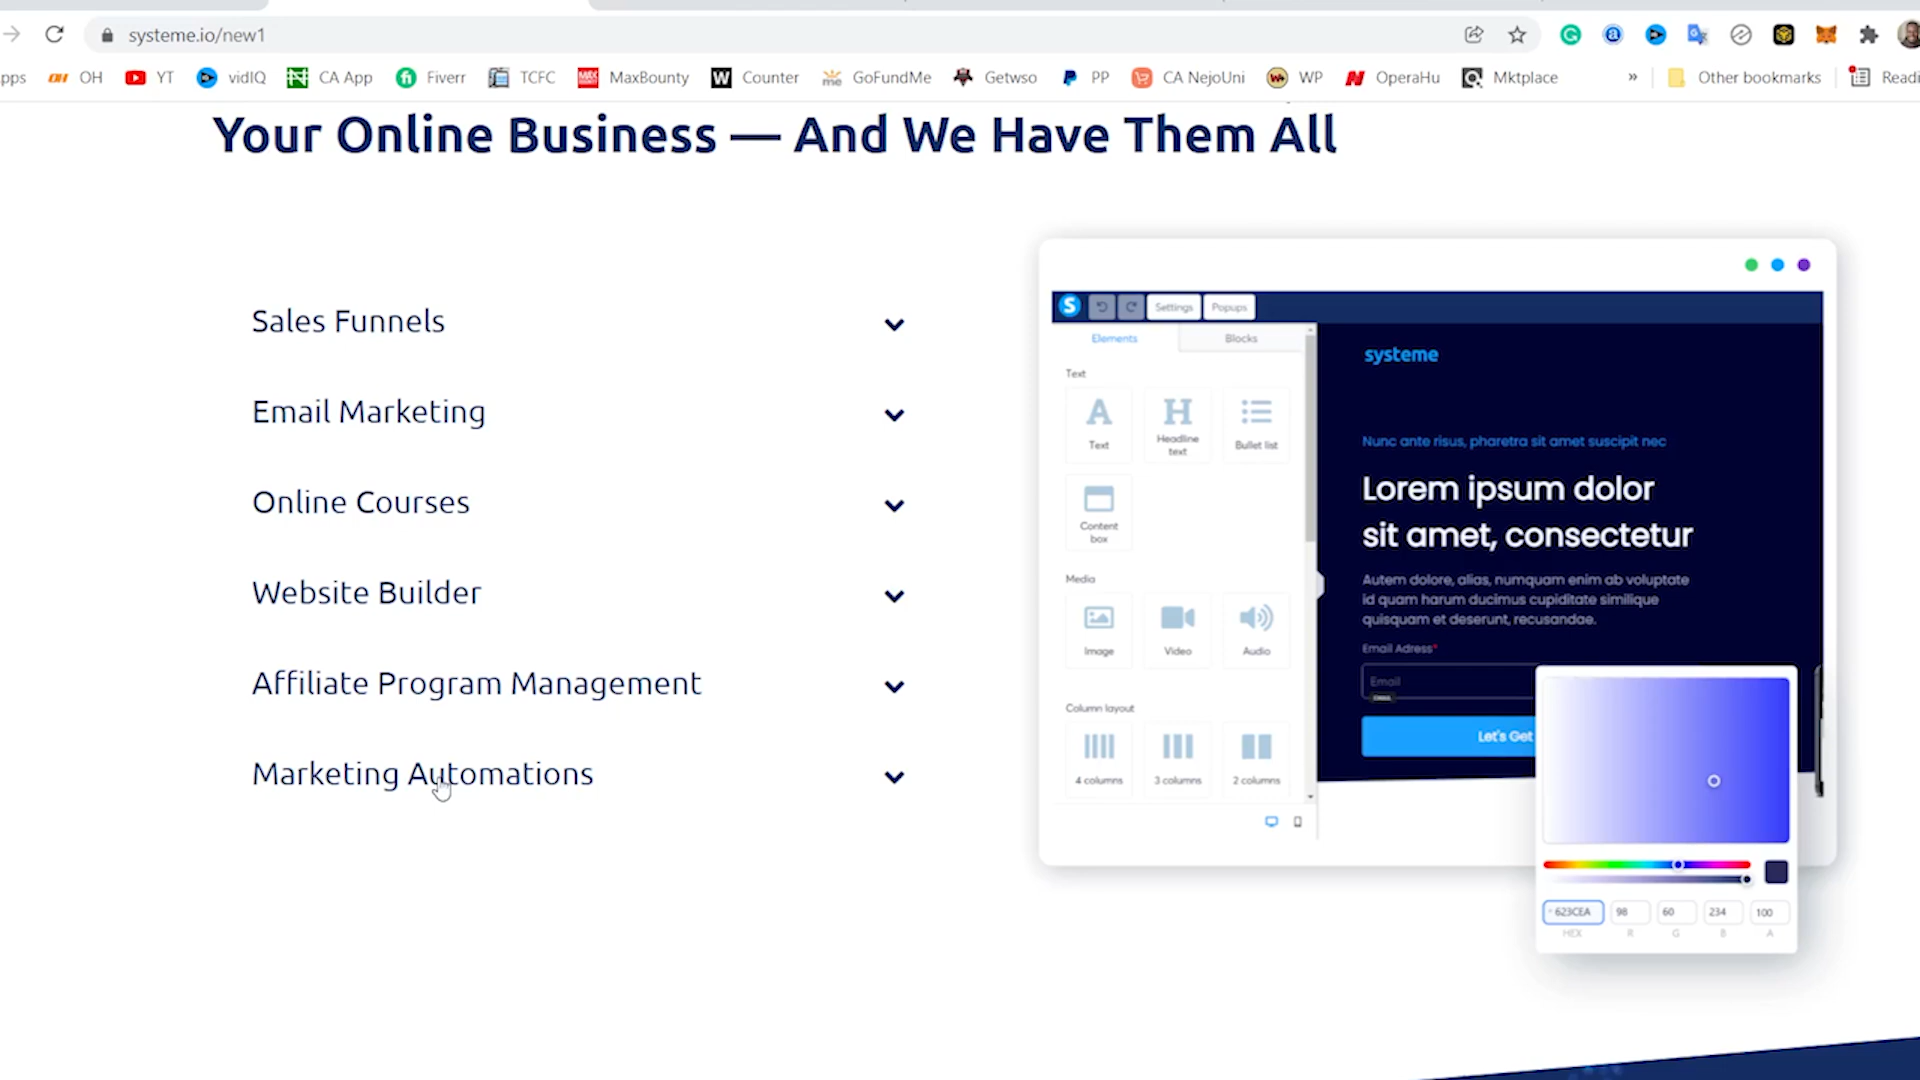 systeme.io/new1
pps OH YT vidIQ CA App Fiverr TCFC MaxBounty Counter GoFundMe Getwso PP CA NejoUni WP OperaHu Mktplace » Other bookmarks Readi
Your Online Business — And We Have Them All
Sales Funnels
Email Marketing
Online Courses
Website Builder
Affiliate Program Management
Marketing Automations
S Settings Popups
Elements Blocks
Text
A H
Text Headline text Bullet list
Content box
Media
Image Video Audio
Column layout
4 columns 3 columns 2 columns
systeme
Nunc ante risus, pharetra sit amet suscipit nec
Lorem ipsum dolor
sit amet, consectetur
Autem dolore, alias, numquam enim ab voluptate
id quam harum ducimus cupiditate similique
quisquam et deserunt, recusandae.
Email Adress*
Email
Let's Get
623CEA 98 60 234 100
HEX R G B A